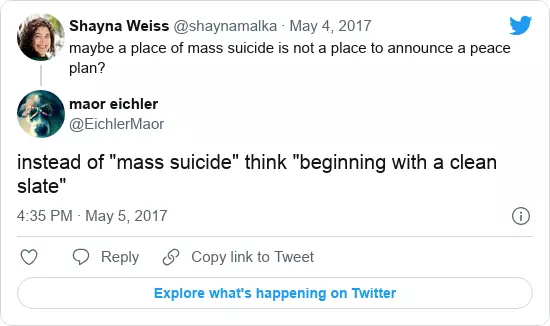 Shayna Weiss @shaynamalka · May 4, 2017
maybe a place of mass suicide is not a place to announce a peace
plan?
maor eichler
@EichlerMaor
instead of "mass suicide" think "beginning with a clean
slate"
4:35 PM · May 5, 2017
Reply
Copy link to Tweet
Explore what's happening on Twitter